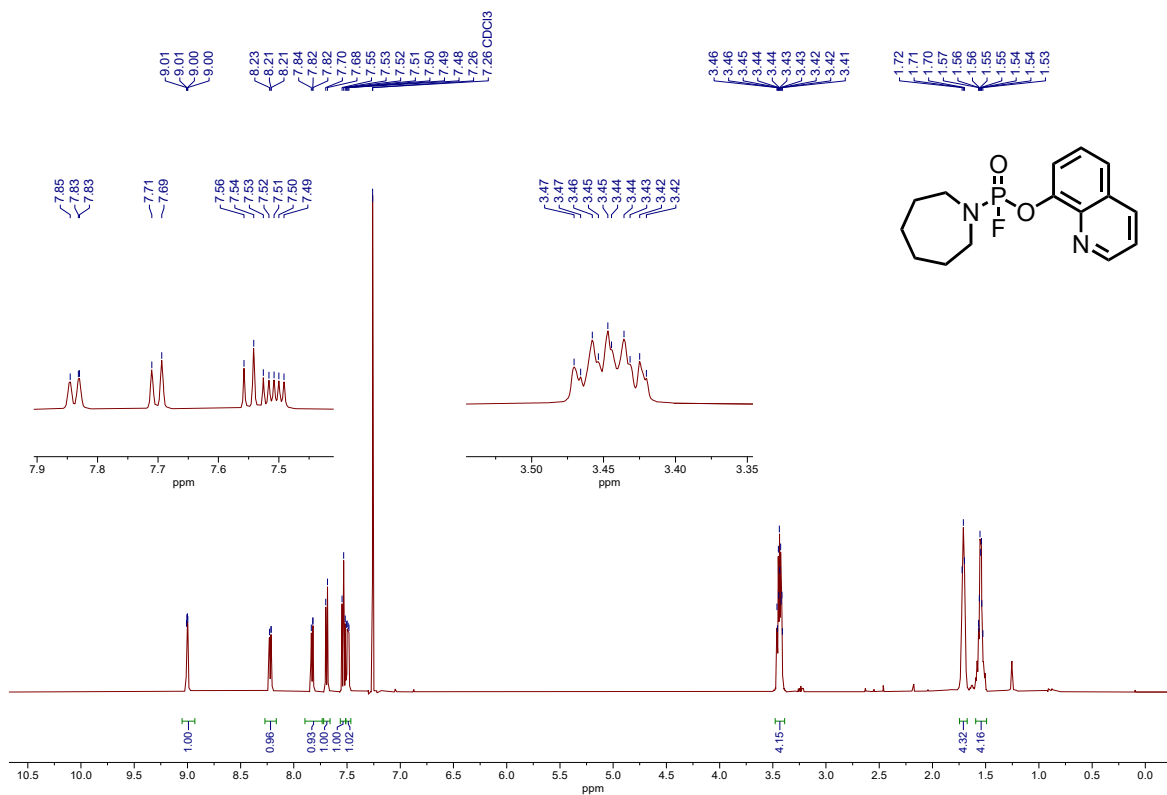 9.01 9.01 9.00 9.00 8.23 8.21 8.21 7.84 7.82 7.82 7.70 7.68 7.55 7.53 7.52 7.51 7.50 7.49 7.48 7.26 7.26 CDCl3
3.46 3.46 3.45 3.44 3.44 3.43 3.43 3.42 3.42 3.41
1.72 1.71 1.70 1.57 1.56 1.56 1.55 1.55 1.54 1.54 1.53
7.85 7.83 7.83 7.71 7.69 7.56 7.54 7.53 7.52 7.51 7.50 7.49
3.47 3.47 3.46 3.45 3.45 3.44 3.44 3.43 3.42 3.42
O
N P O
F
N
7.9 7.8 7.7 7.6 7.5
ppm
3.50 3.45 3.40 3.35
ppm
1.00 0.96 0.93 1.00 1.00 1.02 4.15 4.32 4.16
10.5 10.0 9.5 9.0 8.5 8.0 7.5 7.0 6.5 6.0 5.5 5.0 4.5 4.0 3.5 3.0 2.5 2.0 1.5 1.0 0.5 0.0
ppm